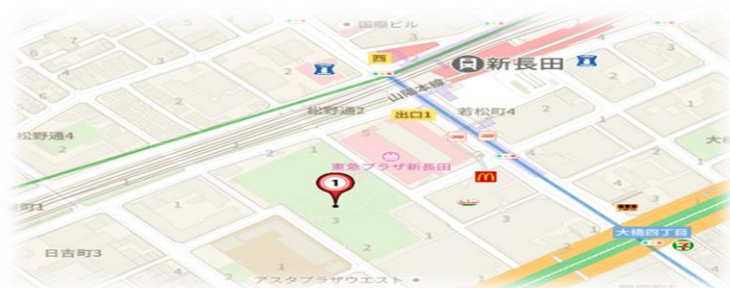 国際ビル
西
新長田
山陽本線
松野通2
若松町4
出口1
松野通4
東急プラザ新長田
1
大橋四丁目
日吉町3
アスタプラザウエスト